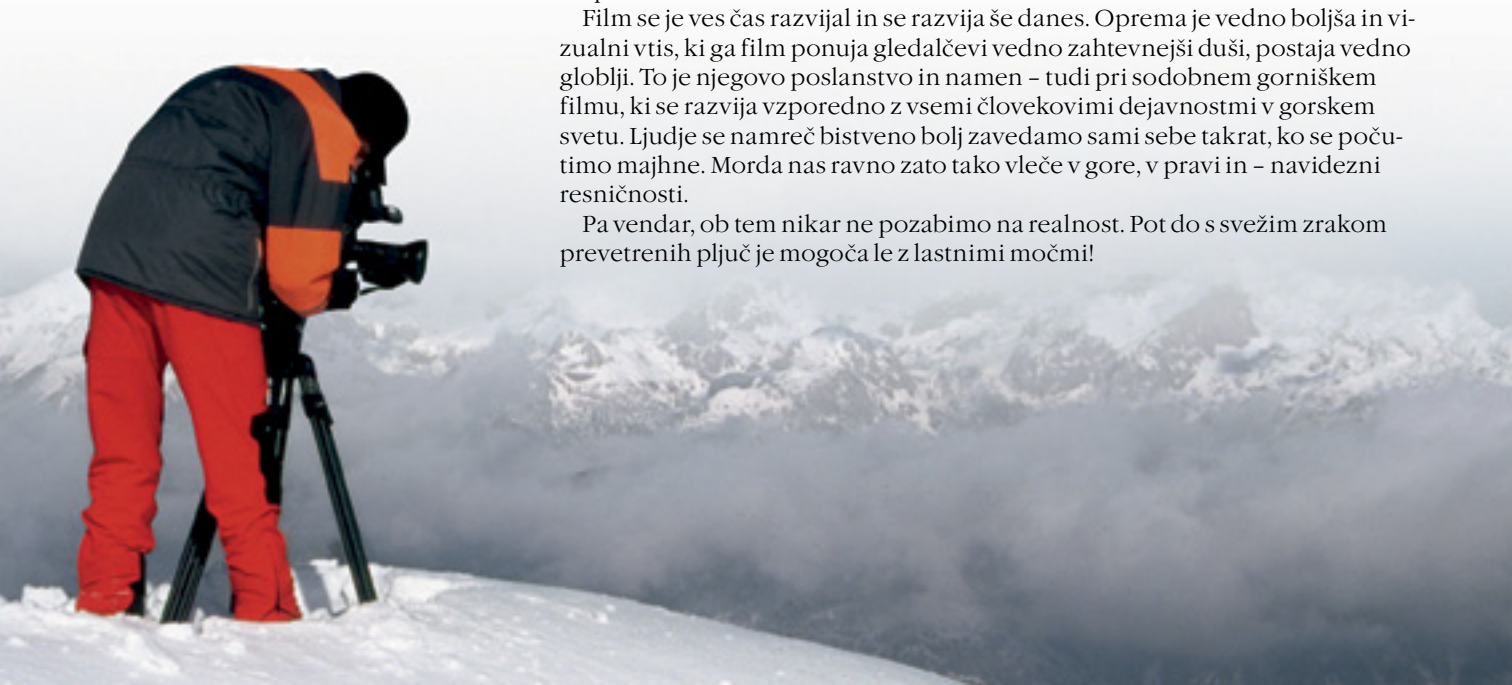 Film se je ves čas razvijal in se razvija še danes. Oprema je vedno boljša in vi-
zualni vtis, ki ga film ponuja gledalčevi vedno zahtevnejši duši, postaja vedno
globlji. To je njegovo poslanstvo in namen – tudi pri sodobnem gorniškem
filmu, ki se razvija vzporedno z vsemi človekovimi dejavnostmi v gorskem
svetu. Ljudje se namreč bistveno bolj zavedamo sami sebe takrat, ko se poču-
timo majhne. Morda nas ravno zato tako vleče v gore, v pravi in – navidezni
resničnosti.
Pa vendar, ob tem nikar ne pozabimo na realnost. Pot do s svežim zrakom
prevetrenih pljuč je mogoča le z lastnimi močmi!